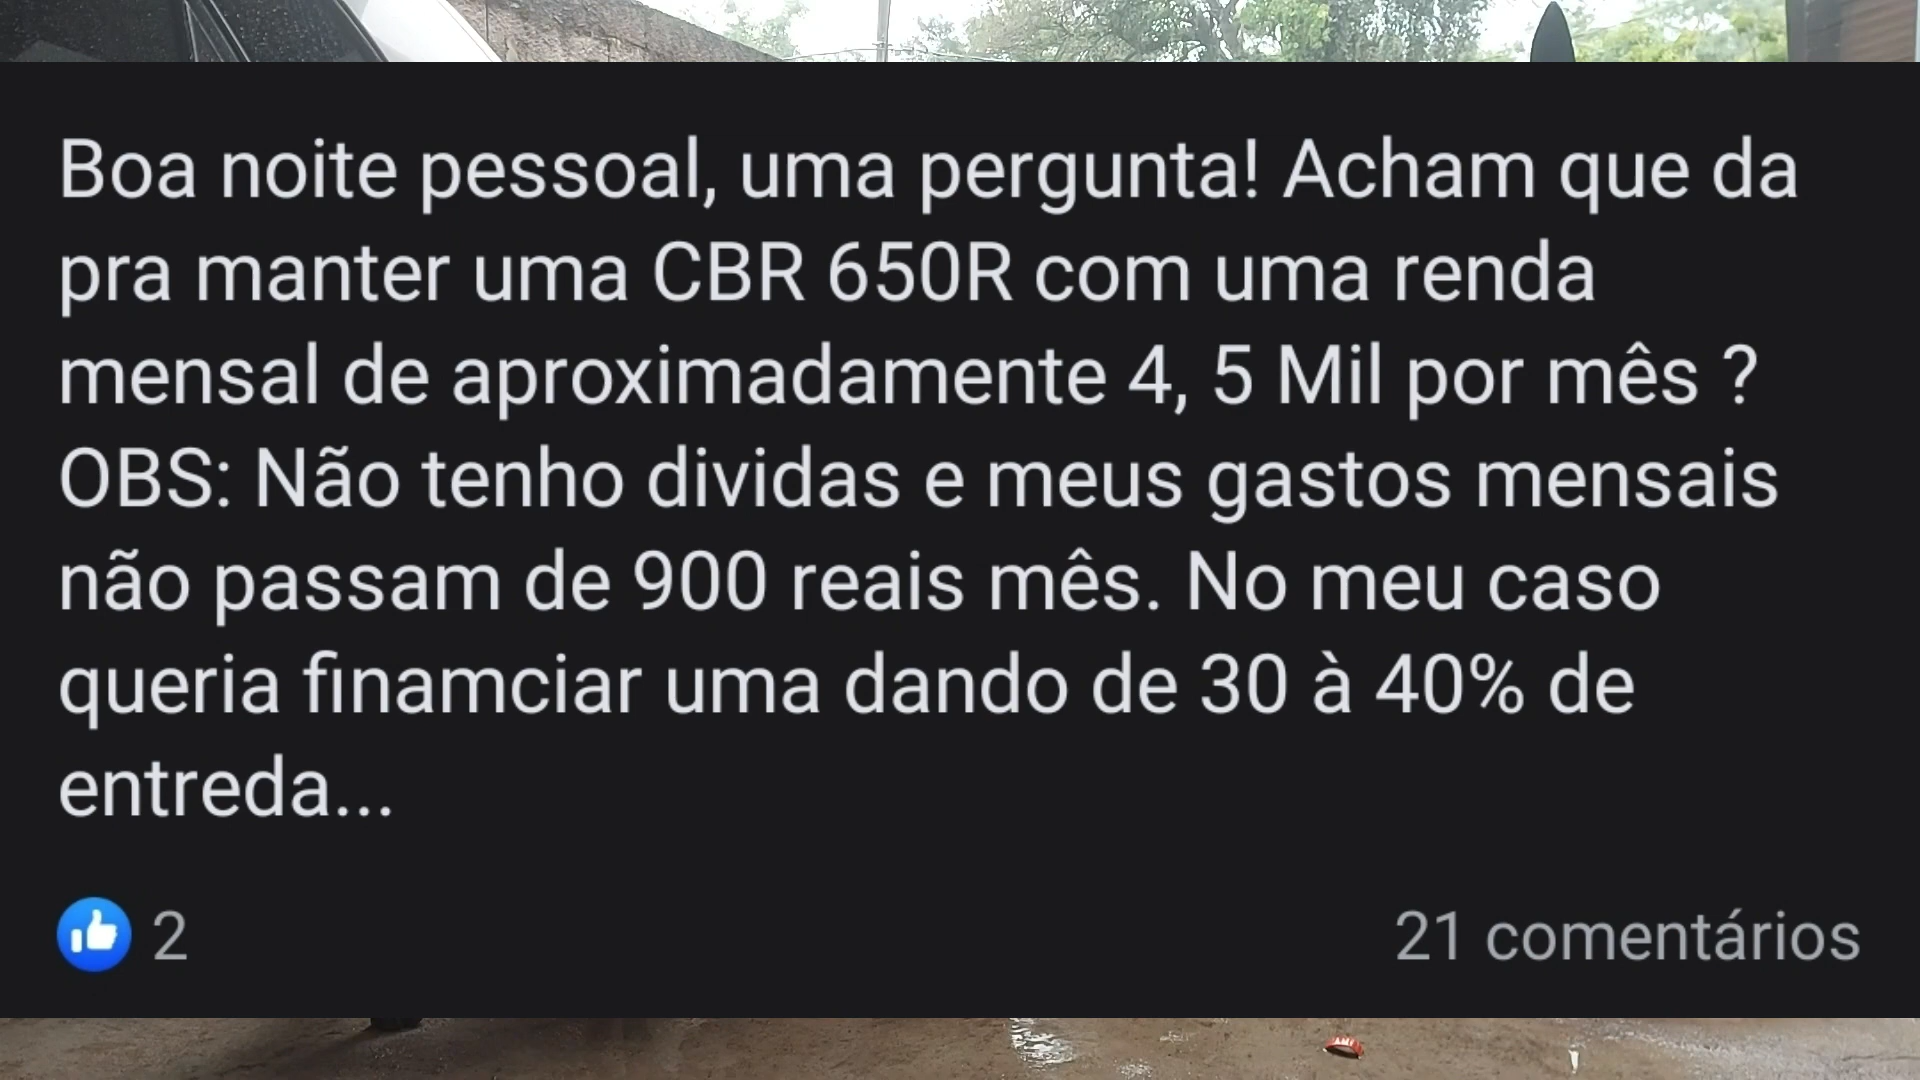 Boa noite pessoal, uma pergunta! Acham que da
pra manter uma CBR 650R com uma renda
mensal de aproximadamente 4, 5 Mil por mês ?
OBS: Não tenho dividas e meus gastos mensais
não passam de 900 reais mês. No meu caso
queria finamciar uma dando de 30 à 40% de
entreda...
2
21 comentários